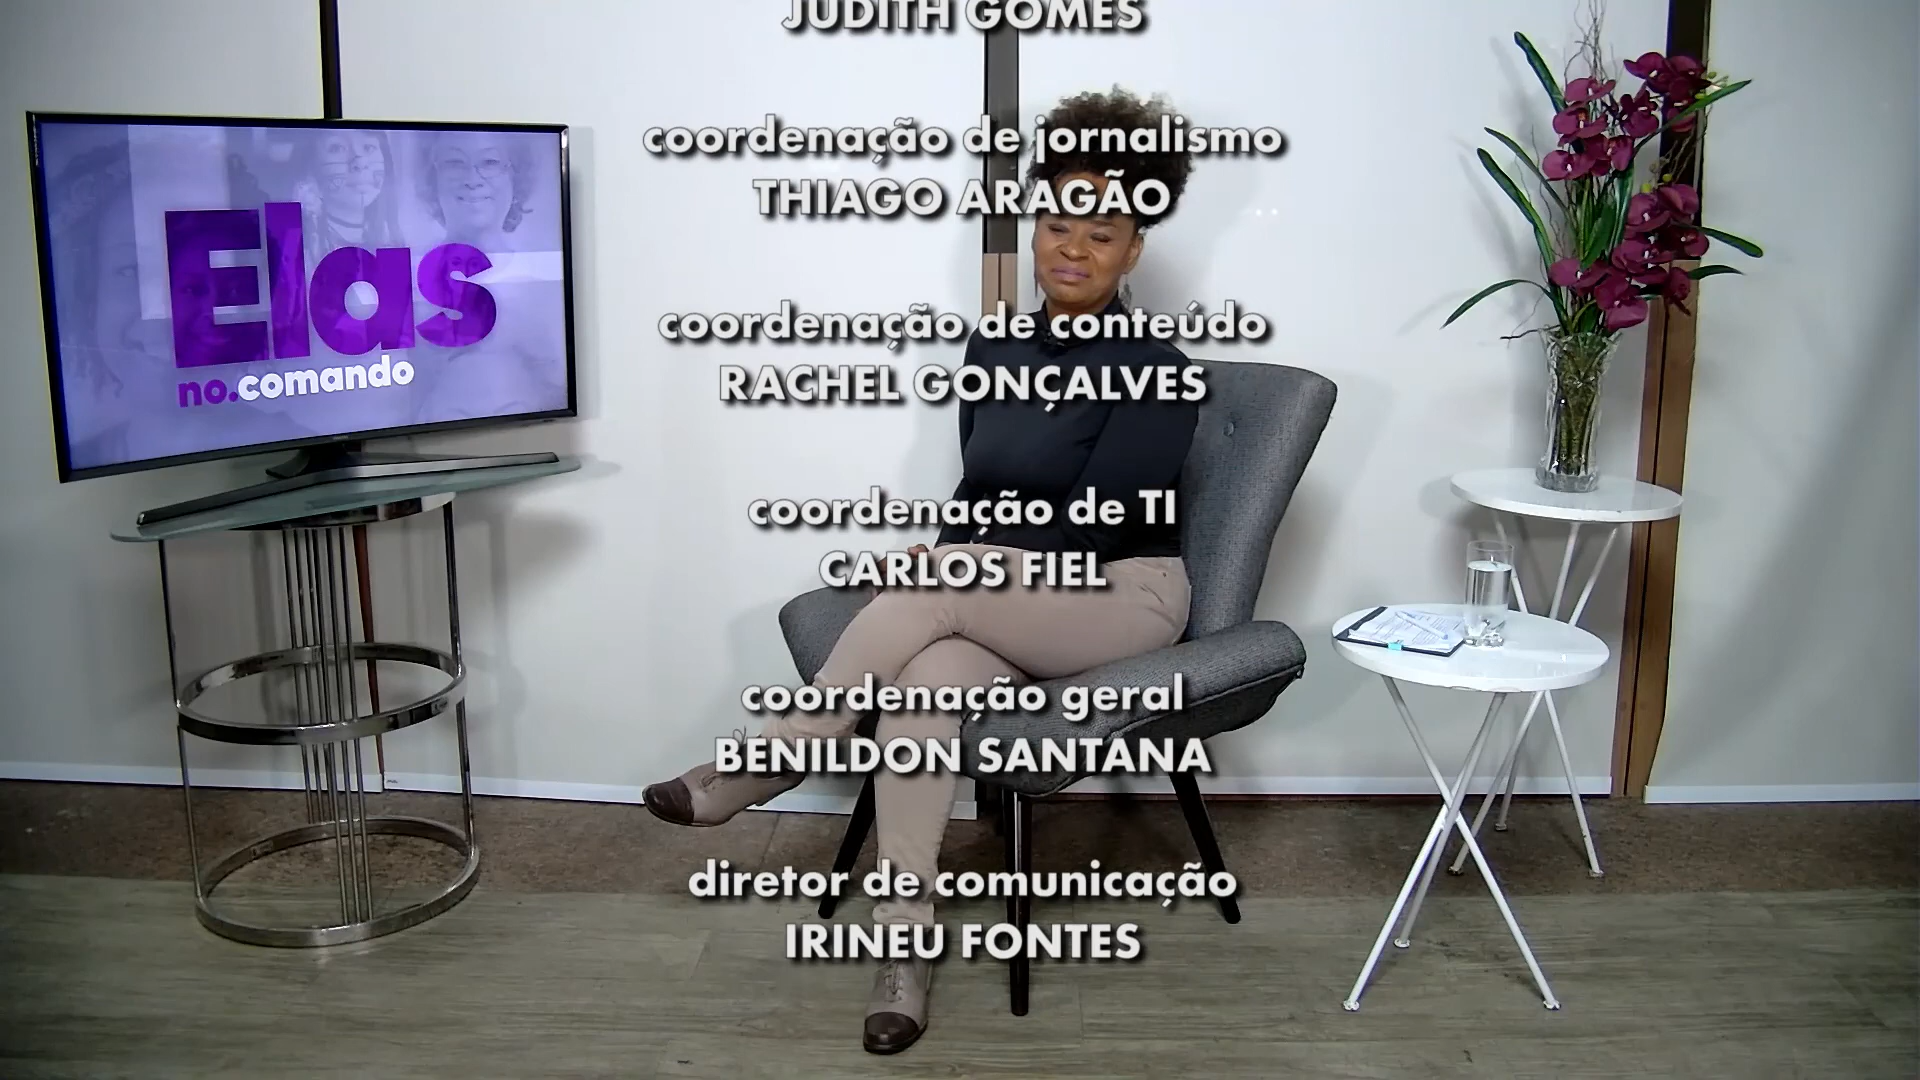 JUDITH GOMES
coordenação de jornalismo
THIAGO ARAGÃO
coordenação de conteúdo
RACHEL GONÇALVES
coordenação de TI
CARLOS FIEL
coordenação geral
BENILDON SANTANA
diretor de comunicação
IRINEU FONTES
Elas
no.comando